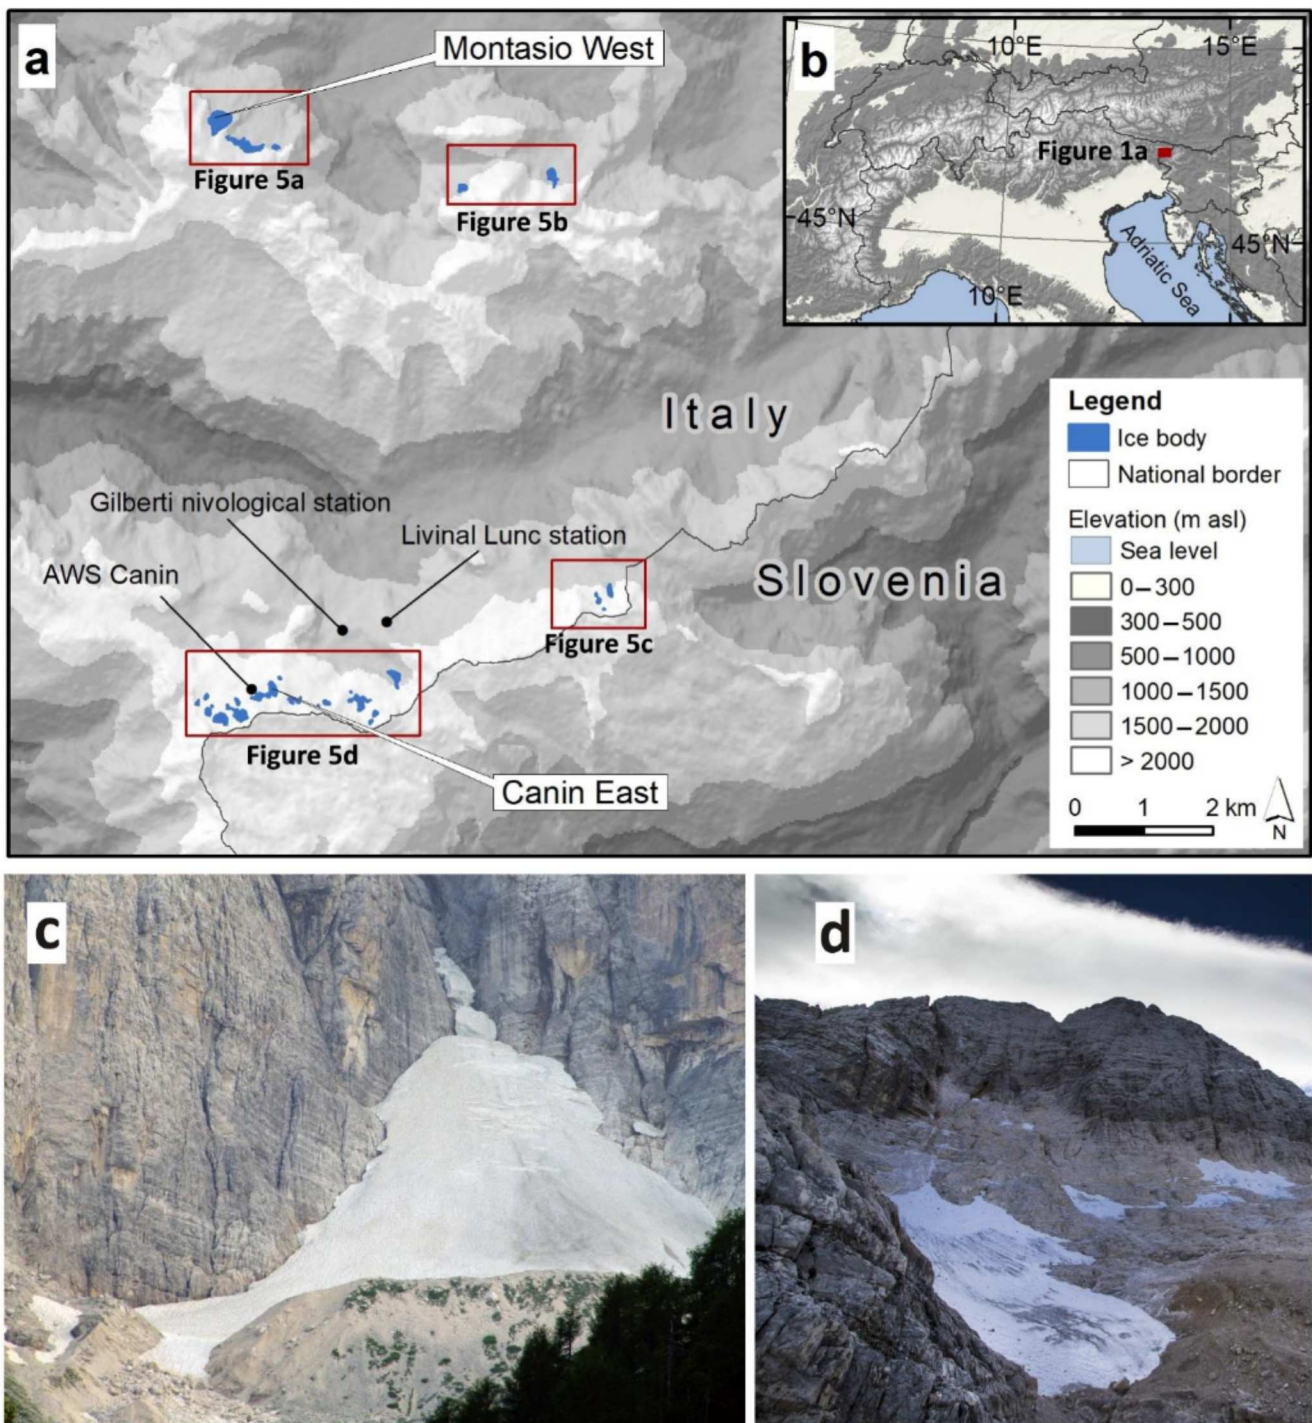 a
Montasio West
Figure 5a
Figure 5b
b
10°E
15°E
Figure 1a
45°N
45°N
Adriatic Sea
10°E
Italy
Slovenia
Gilberti nivological station
Livinal Lunc station
AWS Canin
Figure 5c
Figure 5d
Canin East
Legend
Ice body
National border
Elevation (m asl)
Sea level
0–300
300–500
500–1000
1000–1500
1500–2000
> 2000
0 1 2 km
N
c
d